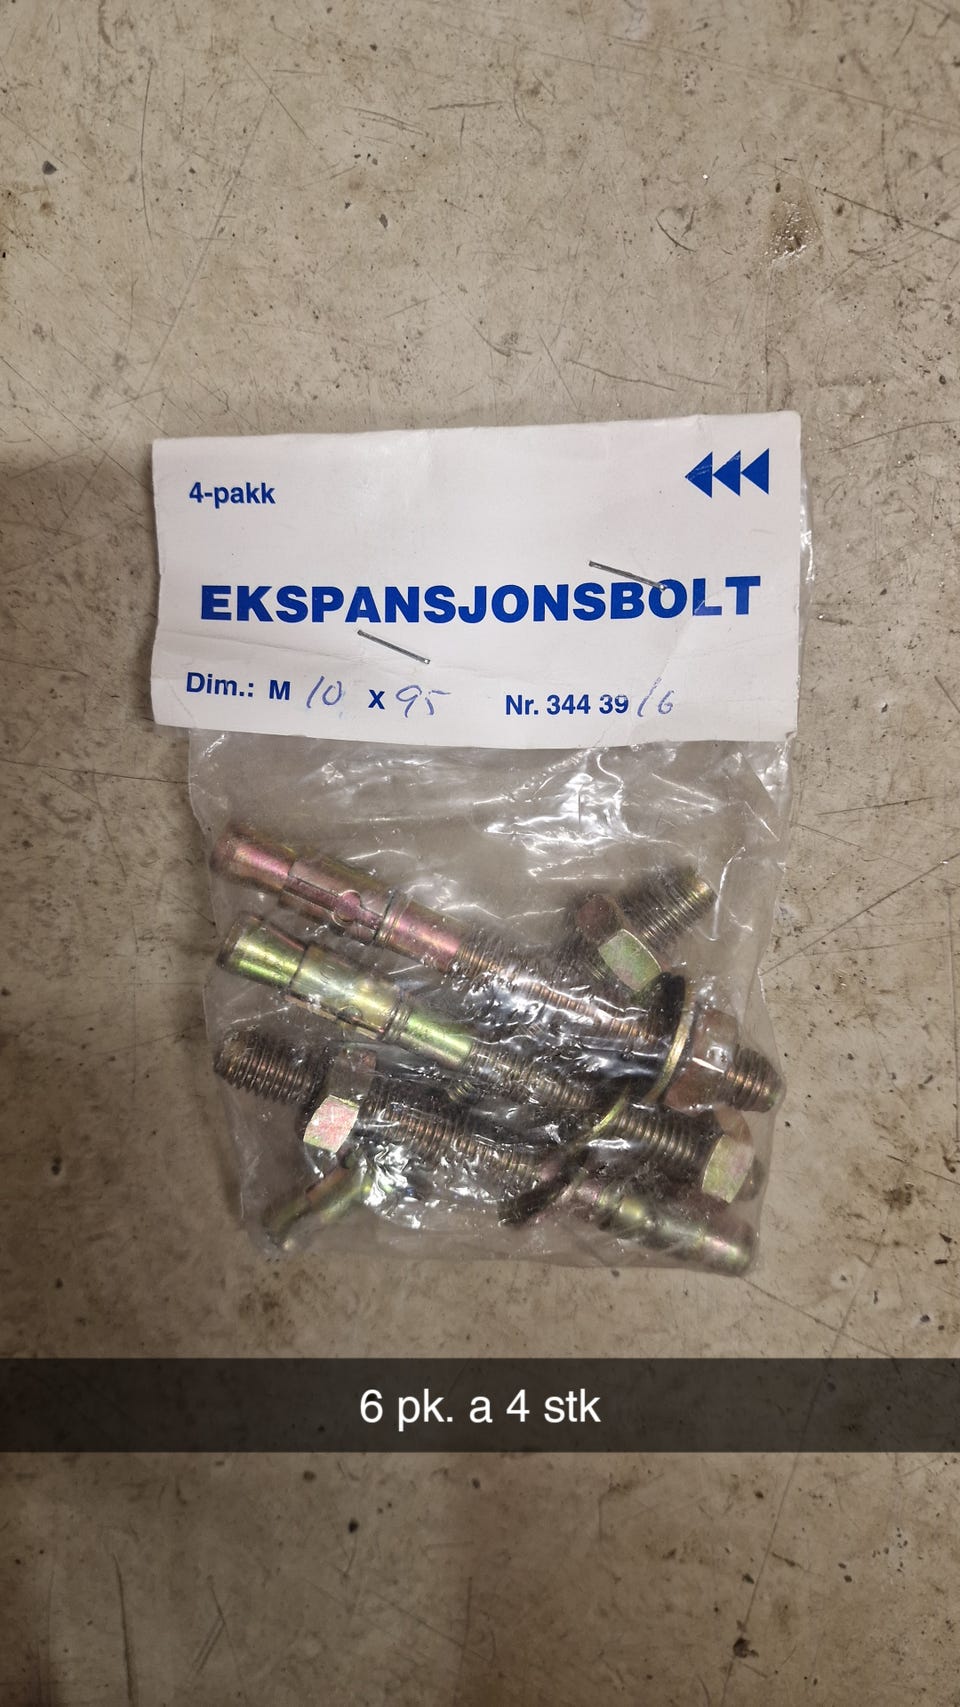 4-pakk
EKSPANSJONSBOLT
Dim.: M 10 x 95 Nr. 344 39 16
6 pk. a 4 stk